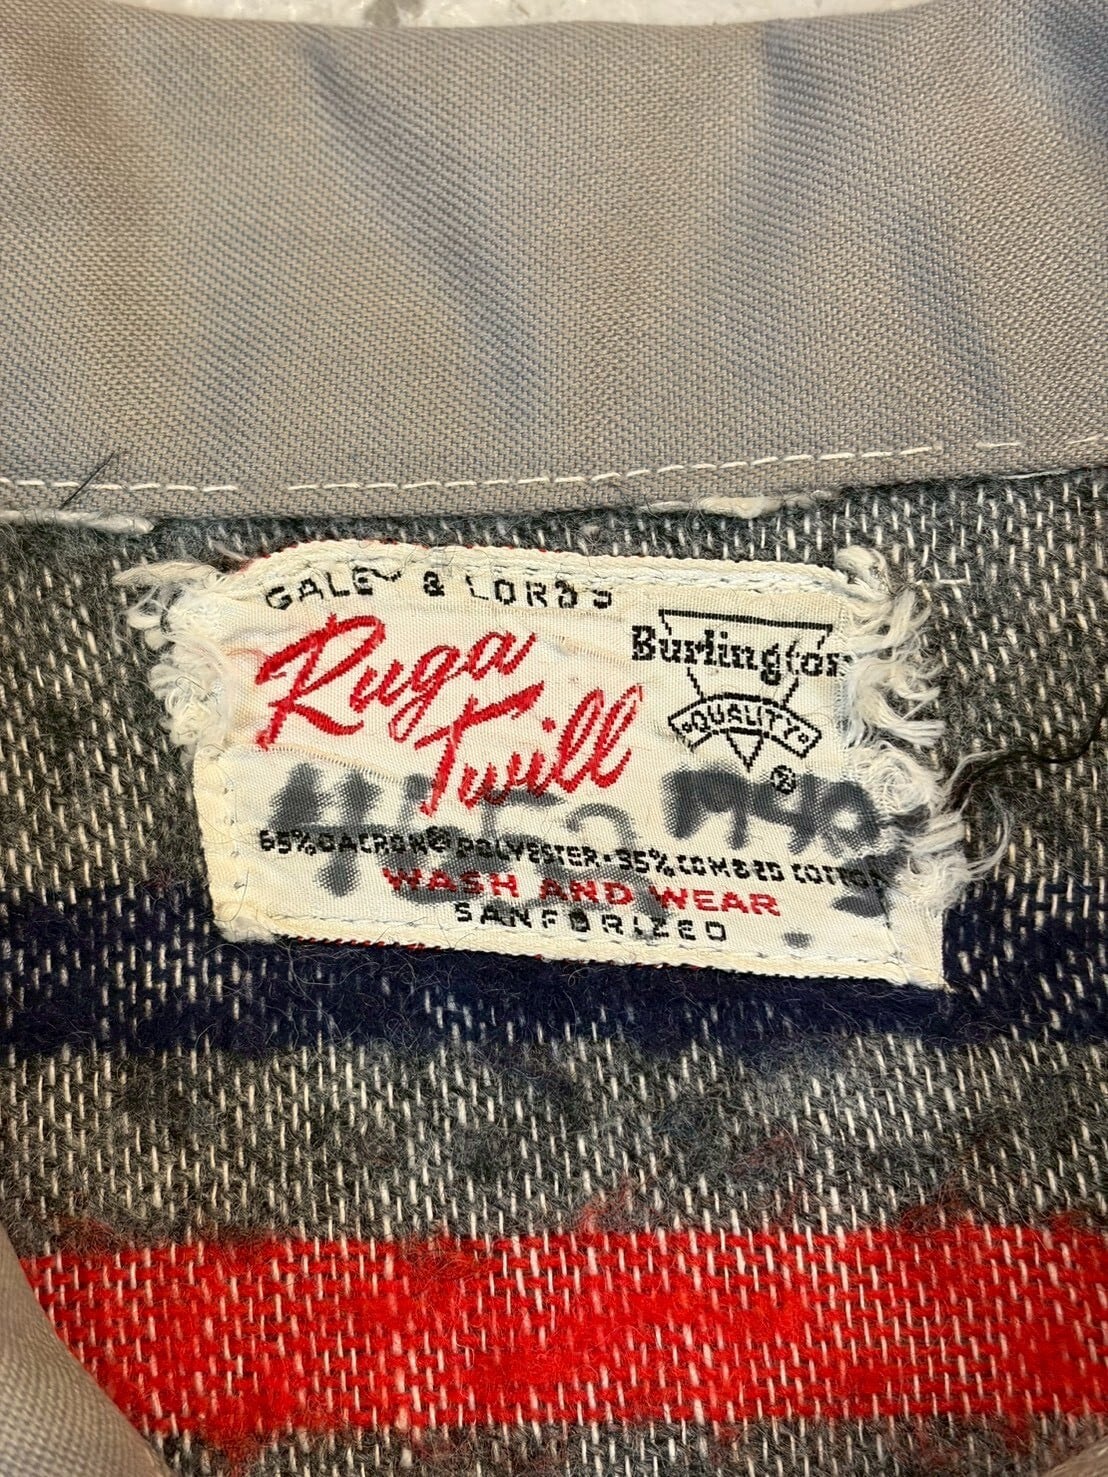 GALEY & LORD'S
Ruga
Twill
Burlington
QUALITY
65% DACRON® POLYESTER • 35% COMBED COTTON
WASH AND WEAR
SANFORIZED